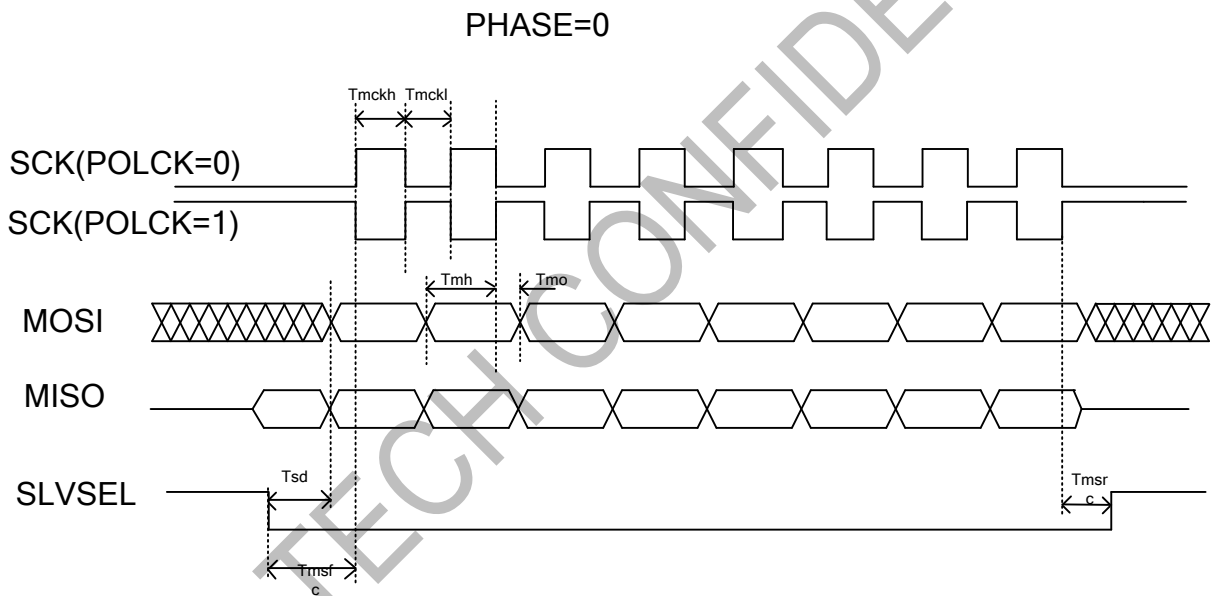 PHASE=0
Tmckh Tmckl
SCK(POLCK=0)
SCK(POLCK=1)
Tmh Tmo
MOSI
MISO
Tsd
SLVSEL
Tmsr
c
Tmsf
c
TECH CONFIDE